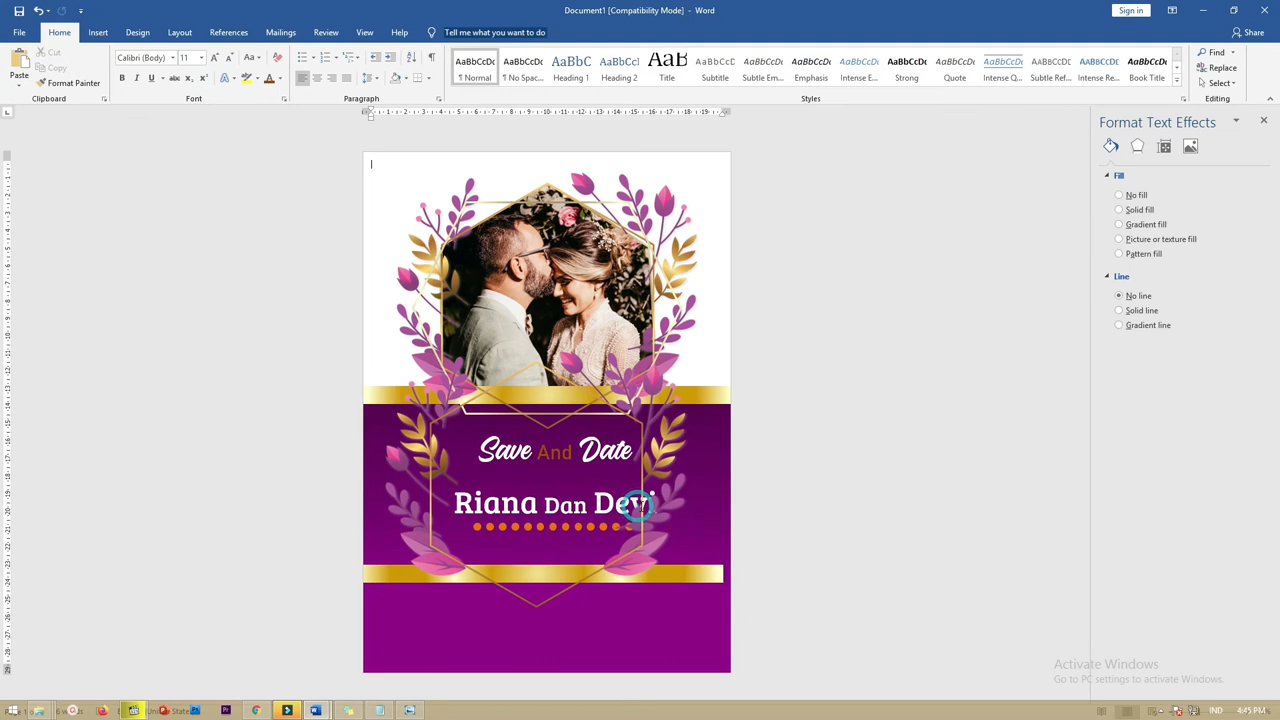 Document1 [Compatibility Mode] - Word
Sign in
File Home Insert Design Layout References Mailings Review View Help Tell me what you want to do Share
Paste
Cut
Copy
Format Painter
Clipboard
Calibri (Body) 11
Font
Paragraph
AaBbCcDc AaBbCcDc AaBbC AaBbCcI AaB AaBbCcDc AaBbCcDc AaBbCcDc AaBbCcDc AaBbCcDc AaBbCcDc AaBbCcDc AaBbCcDc AaBbCcDc AaBbCcDc
¶ Normal ¶ No Spac... Heading 1 Heading 2 Title Subtitle Subtle Em... Emphasis Intense E... Strong Quote Intense Q... Subtle Ref... Intense Re... Book Title
Styles
Find
Replace
Select
Editing
Format Text Effects
Fill
No fill
Solid fill
Gradient fill
Picture or texture fill
Pattern fill
Line
No line
Solid line
Gradient line
Save And Date
Riana Dan Devi
Activate Windows
Go to PC settings to activate Windows.
IND 4:45 PM